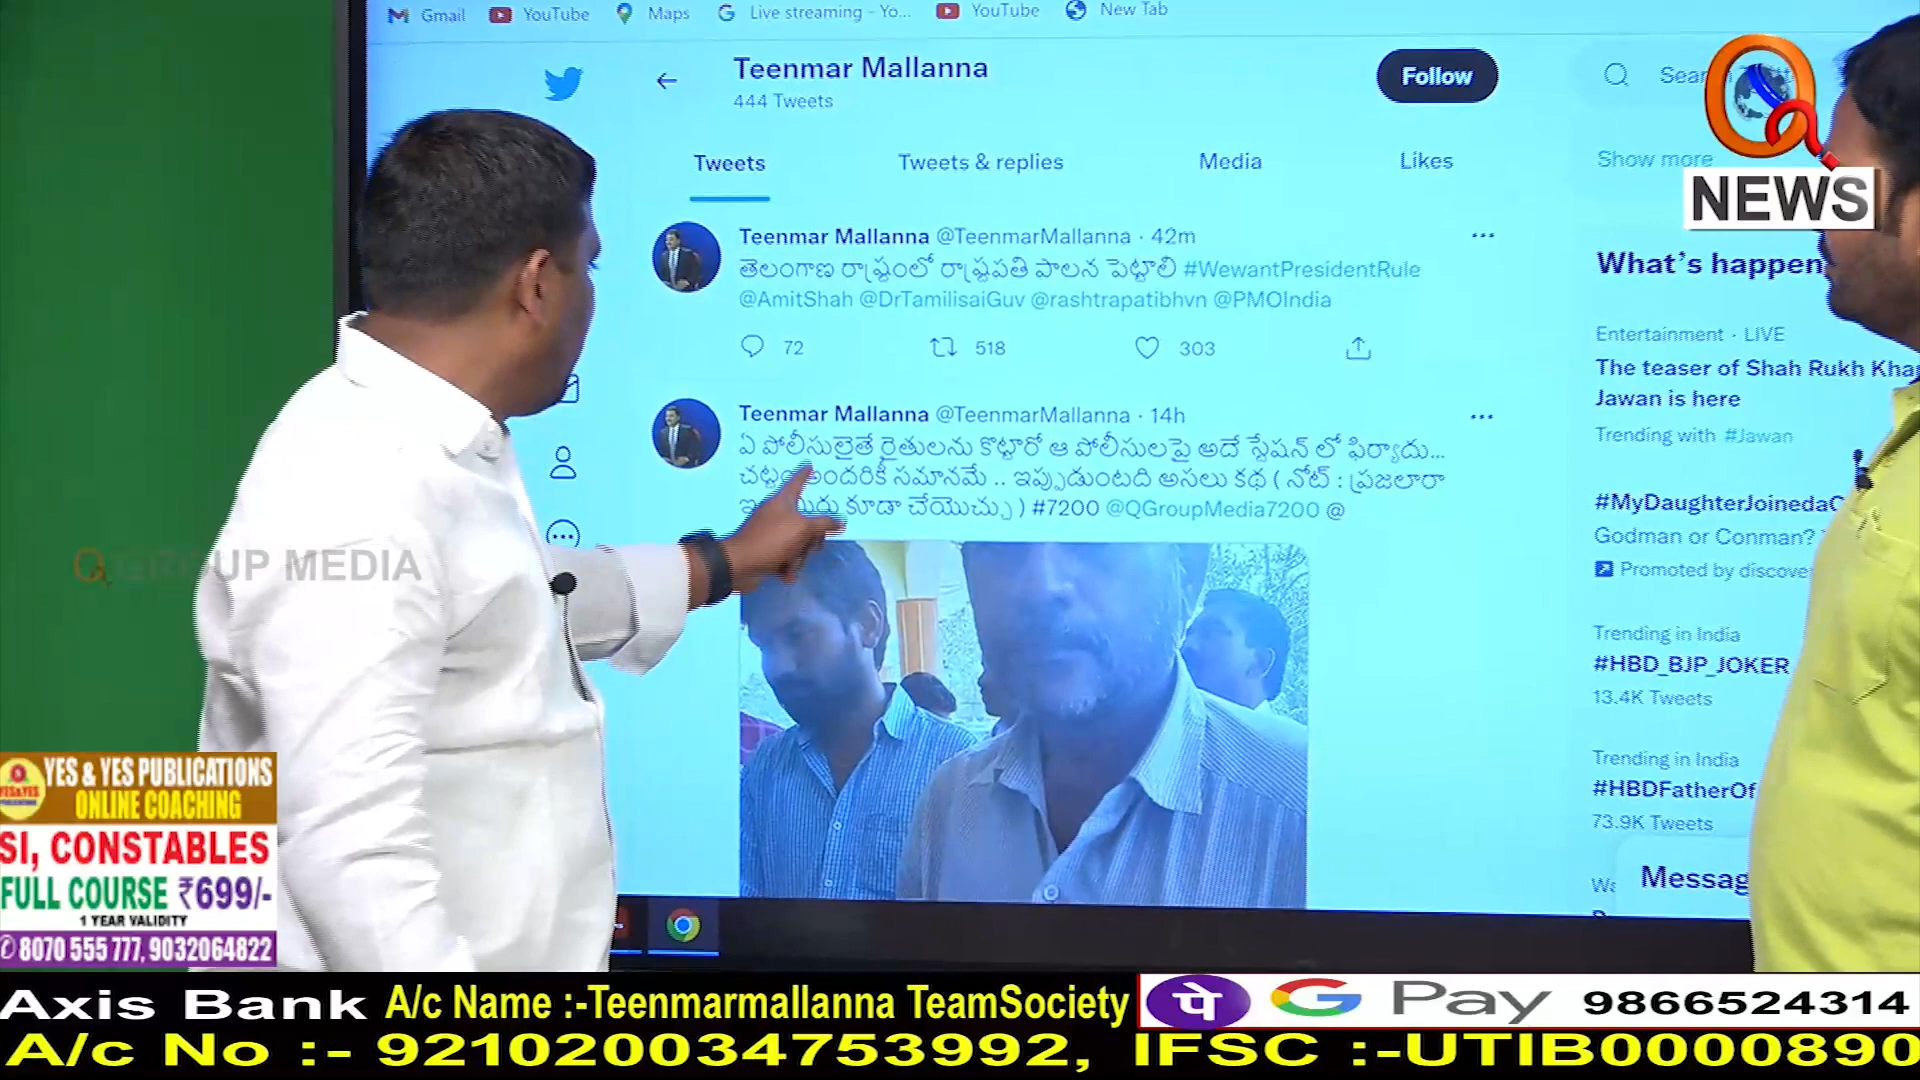 Gmail YouTube Maps Live streaming - Yo... YouTube New Tab
Teenmar Mallanna
444 Tweets
Follow
Tweets Tweets & replies Media Likes
Show more
NEWS
Teenmar Mallanna @TeenmarMallanna · 42m
తెలంగాణ రాష్ట్రంలో రాష్ట్రపతి పాలన పెట్టాలి #WewantPresidentRule
@AmitShah @DrTamilisaiGuv @rashtrapatibhvn @PMOIndia
72 518 303
Teenmar Mallanna @TeenmarMallanna · 14h
ఏ పోలీసులైతే రైతులను కొట్టారో ఆ పోలీసులపై అదే స్టేషన్ లో ఫిర్యాదు...
అందరికీ సమానమే .. ఇప్పుడుంటది అసలు కథ ( నోట్ : ప్రజలారా
కూడా చేయొచ్చు ) #7200 @QGroupMedia7200 @
What's happen
Entertainment · LIVE
The teaser of Shah Rukh Khan
Jawan is here
Trending with #Jawan
#MyDaughterJoinedaC
Godman or Conman?
Promoted by discove
Trending in India
#HBD_BJP_JOKER
13.4K Tweets
Trending in India
#HBDFatherOf
73.9K Tweets
Messag
Q GROUP MEDIA
YES & YES PUBLICATIONS
ONLINE COACHING
SI, CONSTABLES
FULL COURSE ₹699/-
1 YEAR VALIDITY
8070 555 777, 9032064822
Axis Bank A/c Name :-Teenmarmallanna TeamSociety
पे G Pay 9866524314
A/c No :- 921020034753992, IFSC :-UTIB0000890